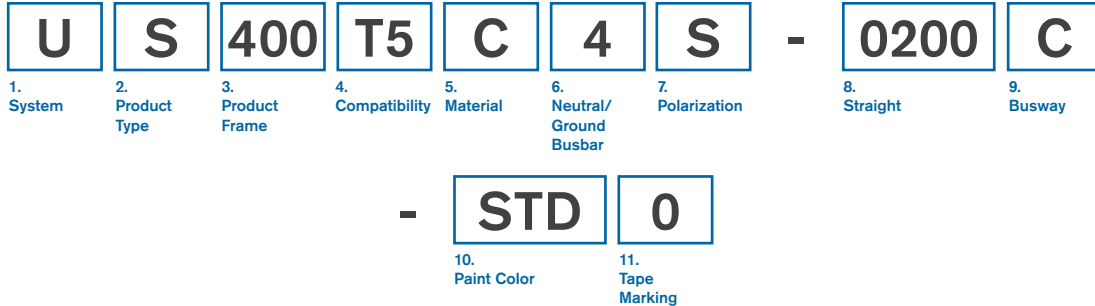 U S 400 T5 C 4 S - 0200 C
1. 2. 3. 4. 5. 6. 7. 8. 9.
System Product Product Compatibility Material Neutral/ Polarization Straight Busway
Type Frame Ground
Busbar
- STD 0
10. 11.
Paint Color Tape
Marking